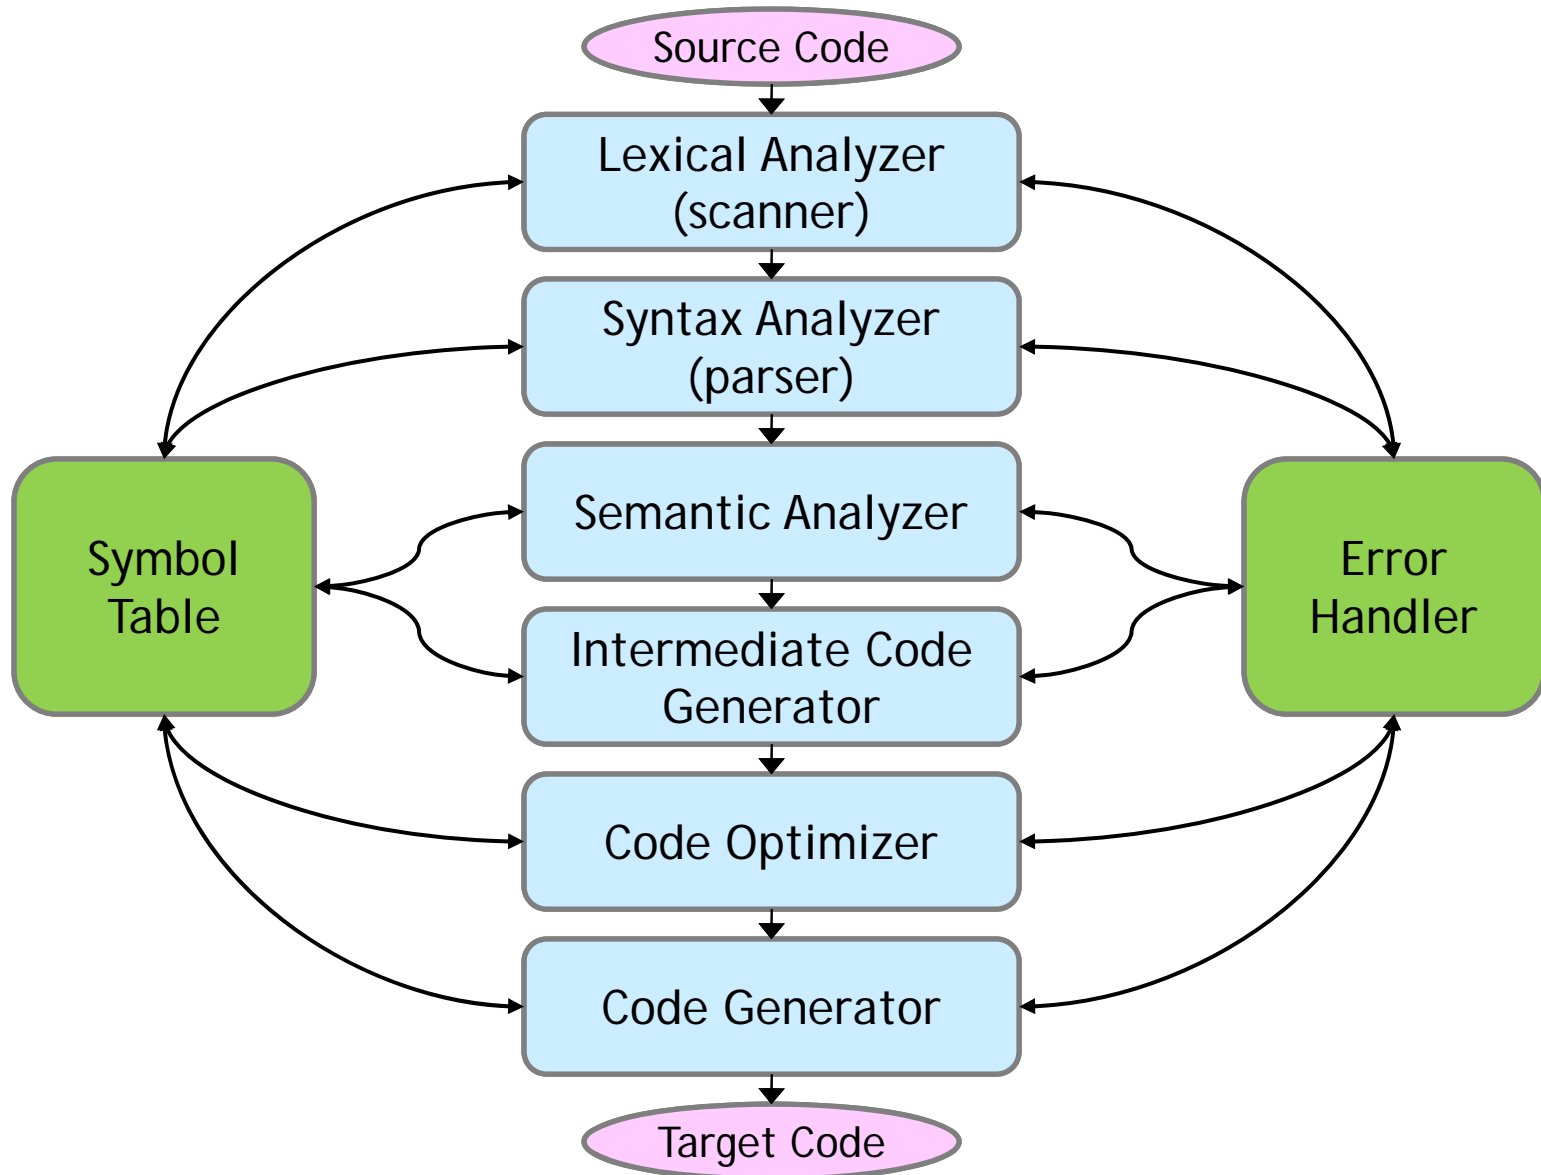 Source Code
Lexical Analyzer
(scanner)
Syntax Analyzer
(parser)
Semantic Analyzer
Symbol
Table
Error
Handler
Intermediate Code
Generator
Code Optimizer
Code Generator
Target Code